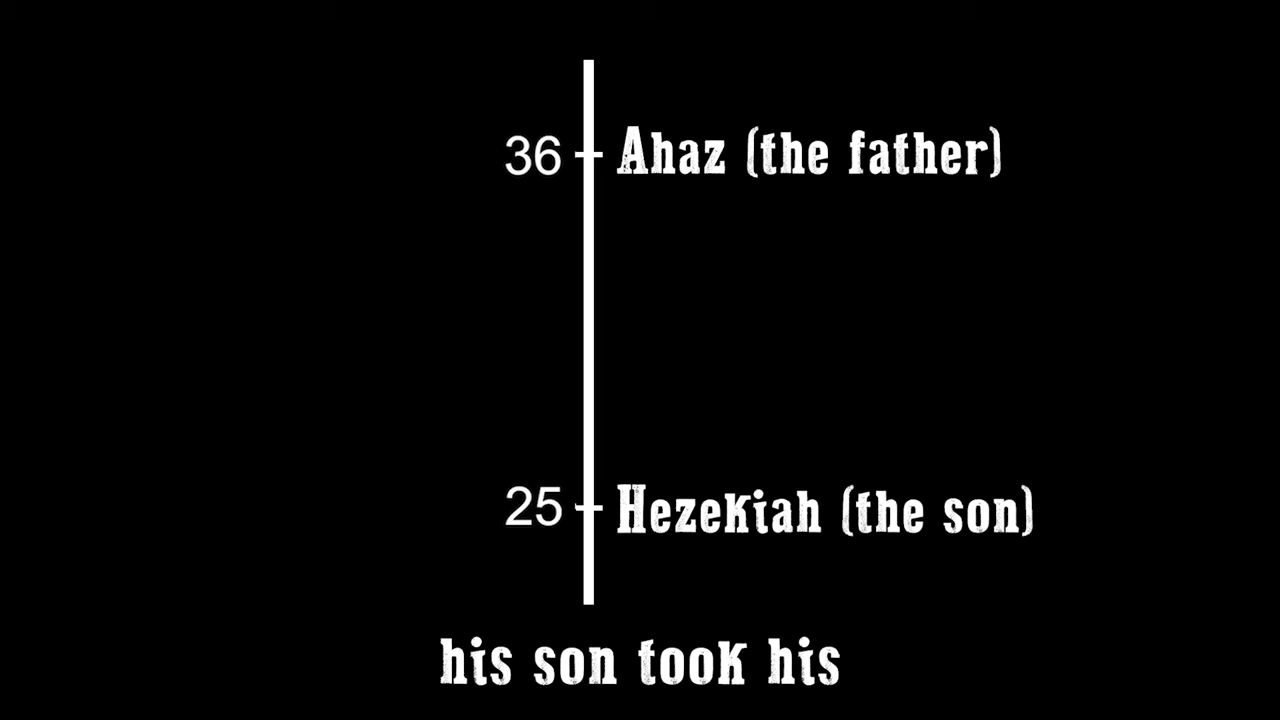 36 Ahaz (the father)
25 Hezekiah (the son)
his son took his